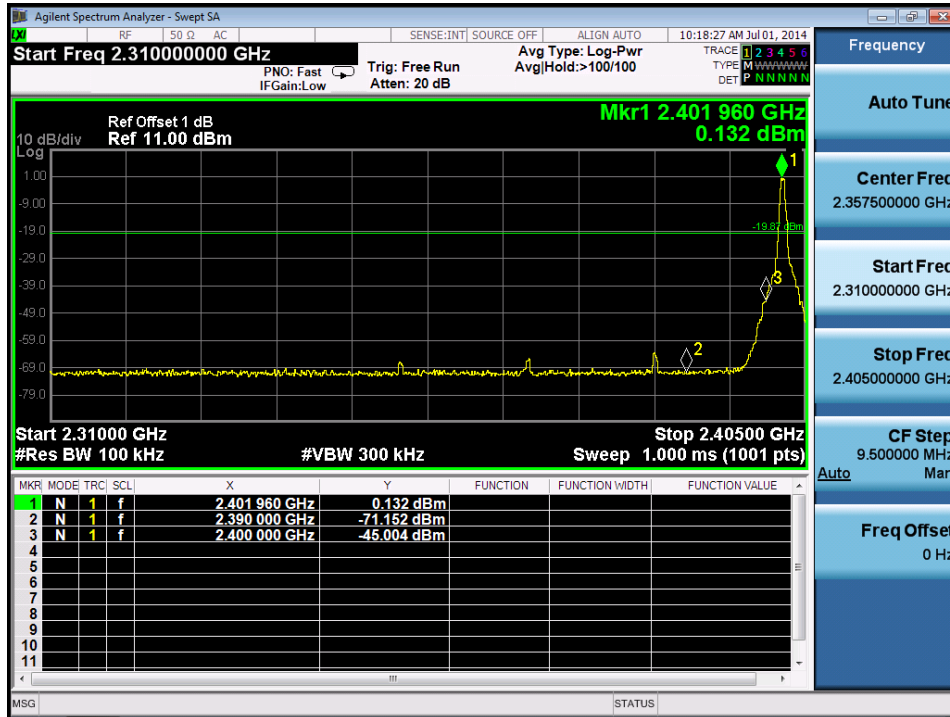 Agilent Spectrum Analyzer - Swept SA
LXI RF 50 Ω AC SENSE:INT SOURCE OFF ALIGN AUTO 10:18:27 AM Jul 01, 2014
Start Freq 2.310000000 GHz
PNO: Fast
IFGain:Low
Trig: Free Run
Atten: 20 dB
Avg Type: Log-Pwr
Avg|Hold:>100/100
TRACE 1 2 3 4 5 6
TYPE M WWWWW
DET P N N N N N
Mkr1 2.401 960 GHz
0.132 dBm
Ref Offset 1 dB
10 dB/div Ref 11.00 dBm
Log
1.00
-9.00
-19.0
-29.0
-39.0
-49.0
-59.0
-69.0
-79.0
1
-19.87 dBm
3
2
Start 2.31000 GHz Stop 2.40500 GHz
#Res BW 100 kHz #VBW 300 kHz Sweep 1.000 ms (1001 pts)
MKR MODE TRC SCL X Y FUNCTION FUNCTION WIDTH FUNCTION VALUE
1 N 1 f 2.401 960 GHz 0.132 dBm
2 N 1 f 2.390 000 GHz -71.152 dBm
3 N 1 f 2.400 000 GHz -45.004 dBm
4
5
6
7
8
9
10
11
MSG STATUS
Frequency
Auto Tune
Center Freq
2.357500000 GHz
Start Freq
2.310000000 GHz
Stop Freq
2.405000000 GHz
CF Step
9.500000 MHz
Auto Man
Freq Offset
0 Hz